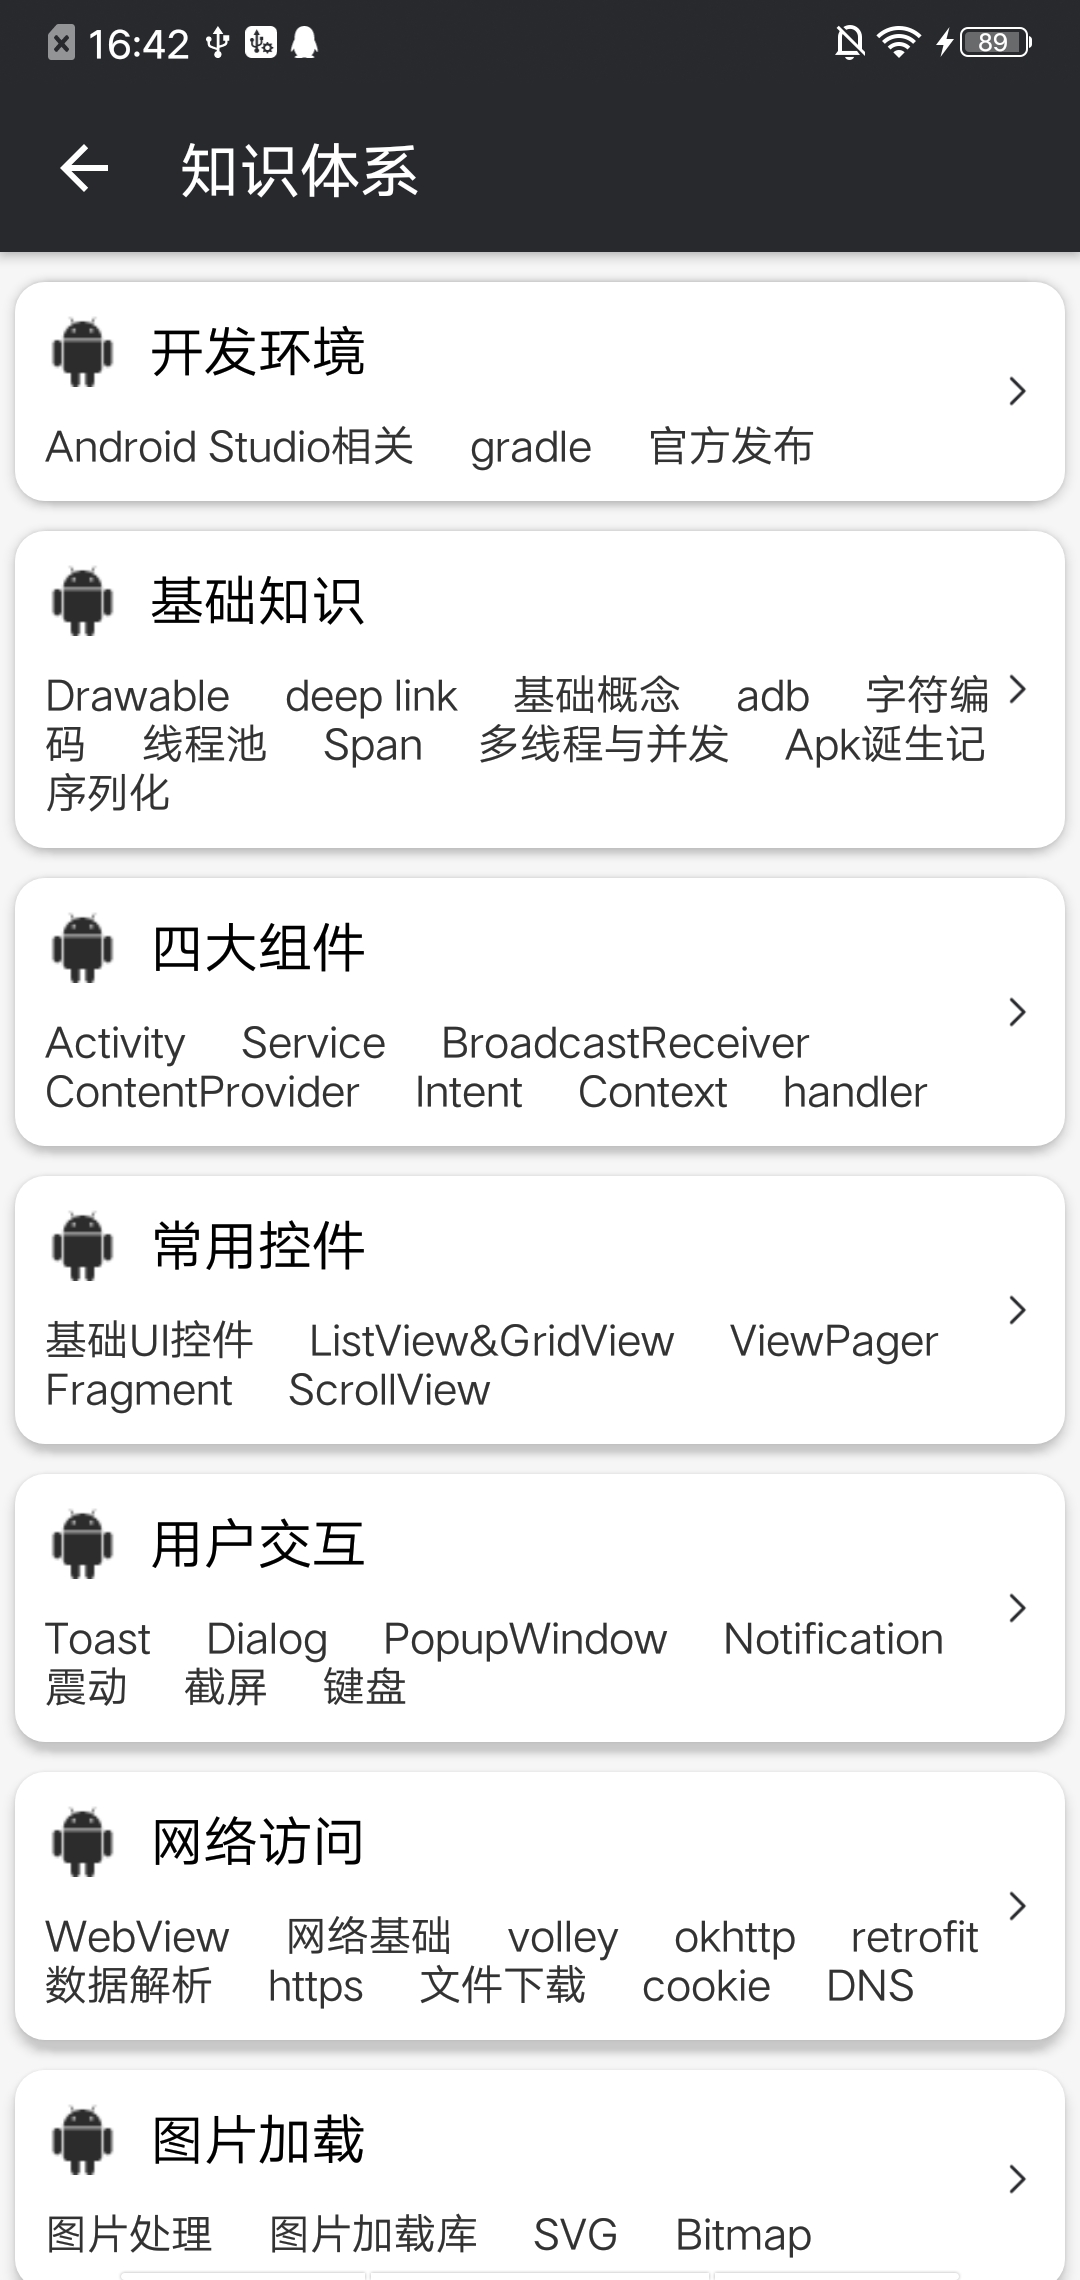 16:42
89
知识体系
开发环境
Android Studio相关 gradle 官方发布
基础知识
Drawable deep link 基础概念 adb 字符编
码 线程池 Span 多线程与并发 Apk诞生记
序列化
四大组件
Activity Service BroadcastReceiver
ContentProvider Intent Context handler
常用控件
基础UI控件 ListView&GridView ViewPager
Fragment ScrollView
用户交互
Toast Dialog PopupWindow Notification
震动 截屏 键盘
网络访问
WebView 网络基础 volley okhttp retrofit
数据解析 https 文件下载 cookie DNS
图片加载
图片处理 图片加载库 SVG Bitmap